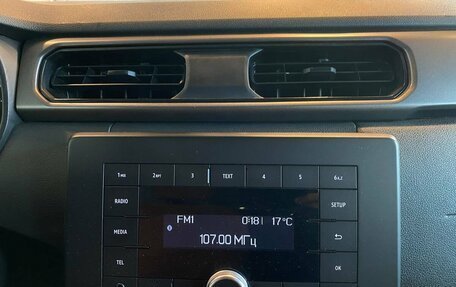 1 2 3 TEXT 4 5 6
RADIO SETUP
FM1 0:18 17°C
MEDIA
107.00 МГц
TEL OK